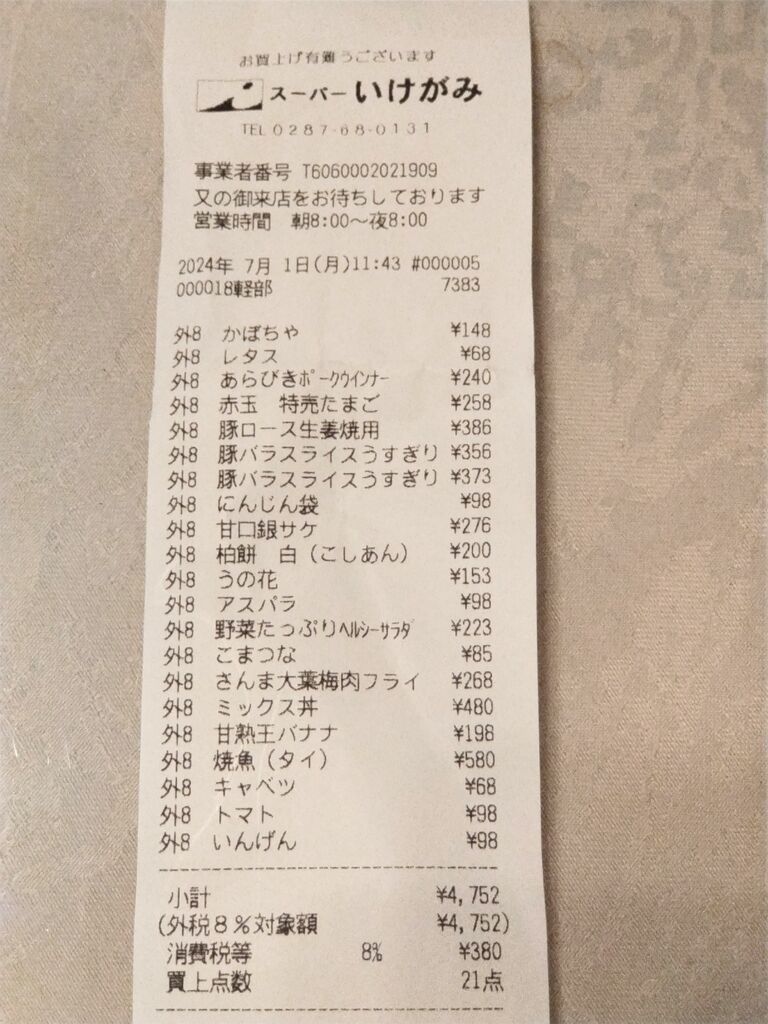 お買上げ有難うございます
スーパーいけがみ
TEL 0287-68-0131
事業者番号 T6060002021909
又の御来店をお待ちしております
営業時間 朝8:00～夜8:00
2024年 7月 1日(月)11:43 #000005
000018軽部 7383
外8 かぼちゃ ¥148
外8 レタス ¥68
外8 あらびきポークウインナー ¥240
外8 赤玉 特売たまご ¥258
外8 豚ロース生姜焼用 ¥386
外8 豚バラスライスうすぎり ¥356
外8 豚バラスライスうすぎり ¥373
外8 にんじん袋 ¥98
外8 甘口銀サケ ¥276
外8 柏餅 白(こしあん) ¥200
外8 うの花 ¥153
外8 アスパラ ¥98
外8 野菜たっぷりヘルシーサラダ ¥223
外8 こまつな ¥85
外8 さんま大葉梅肉フライ ¥268
外8 ミックス丼 ¥480
外8 甘熟王バナナ ¥198
外8 焼魚(タイ) ¥580
外8 キャベツ ¥68
外8 トマト ¥98
外8 いんげん ¥98
小計 ¥4,752
(外税8%対象額 ¥4,752)
消費税等 8% ¥380
買上点数 21点